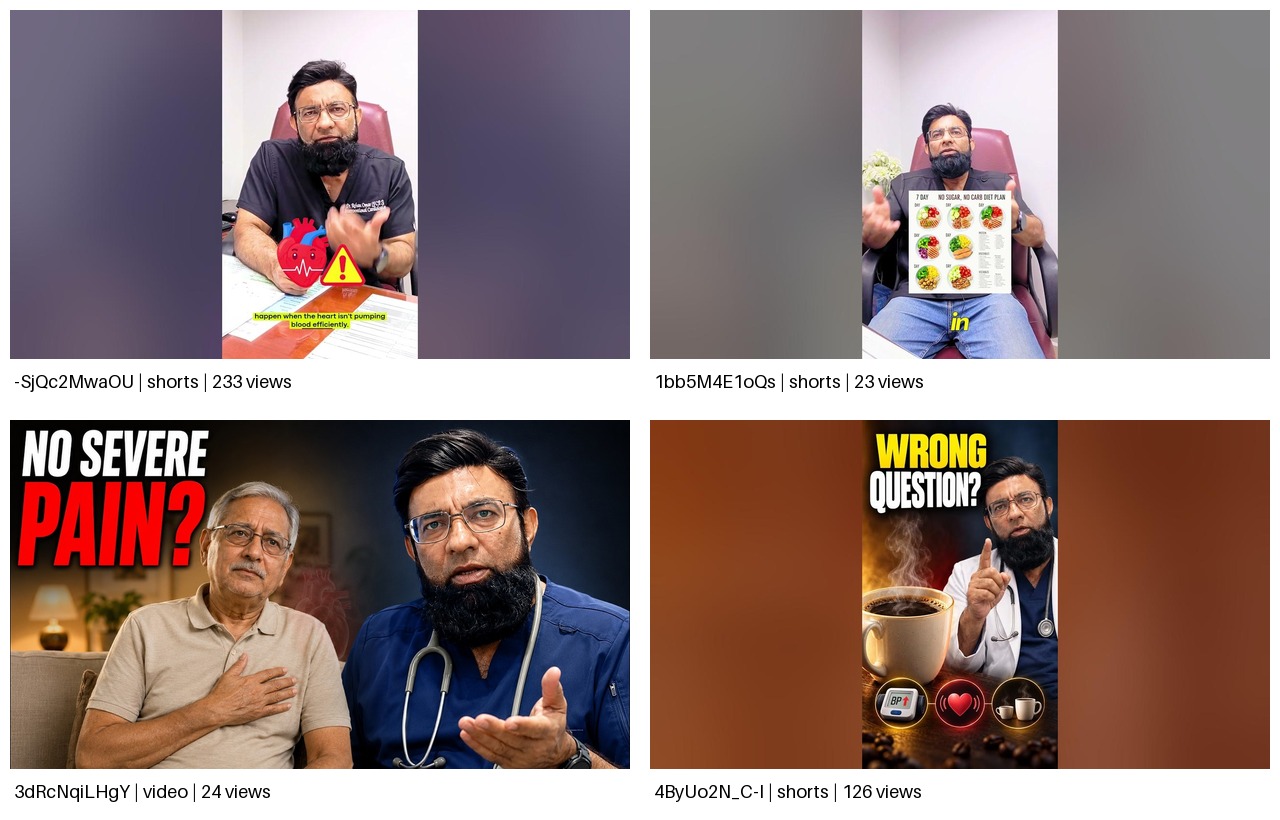 happen when the heart isn't pumping
blood efficiently.
7 DAY NO SUGAR, NO CARB DIET PLAN
in
-SjQc2MwaOU | shorts | 233 views
1bb5M4E1oQs | shorts | 23 views
NO SEVERE
PAIN?
WRONG
QUESTION?
BP
3dRcNqiLHgY | video | 24 views
4ByUo2N_C-I | shorts | 126 views